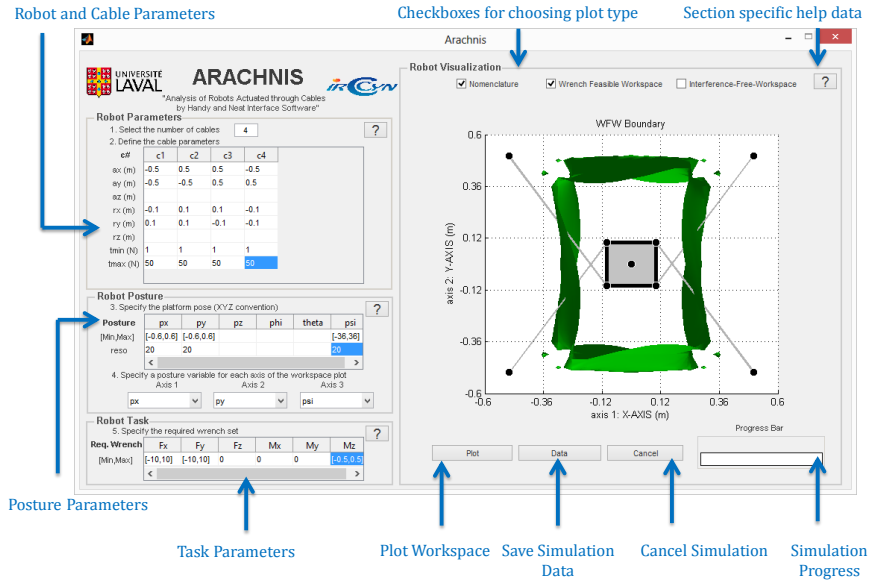 Robot and Cable Parameters
Checkboxes for choosing plot type
Section specific help data
Arachnis
UNIVERSITÉ
LAVAL
ARACHNIS
IRCCyN
"Analysis of Robots Actuated through Cables
by Handy and Neat Interface Software"
Robot Parameters
1. Select the number of cables 4
?
2. Define the cable parameters
c# c1 c2 c3 c4
ax (m) -0.5 0.5 0.5 -0.5
ay (m) -0.5 -0.5 0.5 0.5
az (m)
rx (m) -0.1 0.1 0.1 -0.1
ry (m) 0.1 0.1 -0.1 -0.1
rz (m)
tmin (N) 1 1 1 1
tmax (N) 50 50 50 50
Robot Posture
3. Specify the platform pose (XYZ convention)
?
Posture px py pz phi theta psi
[Min,Max] [-0.6,0.6] [-0.6,0.6] [-36,36]
reso 20 20 20
4. Specify a posture variable for each axis of the workspace plot
Axis 1 Axis 2 Axis 3
px py psi
Robot Task
5. Specify the required wrench set
?
Req. Wrench Fx Fy Fz Mx My Mz
[Min,Max] [-10,10] [-10,10] 0 0 0 [-0.5,0.5]
Robot Visualization
Nomenclature Wrench Feasible Workspace Interference-Free-Workspace ?
WFW Boundary
0.6
0.36
0.12
-0.12
-0.36
-0.6
axis 2: Y-AXIS (m)
-0.6 -0.36 -0.12 0.12 0.36 0.6
axis 1: X-AXIS (m)
Progress Bar
Plot Data Cancel
Posture Parameters
Task Parameters
Plot Workspace
Save Simulation
Data
Cancel Simulation
Simulation
Progress